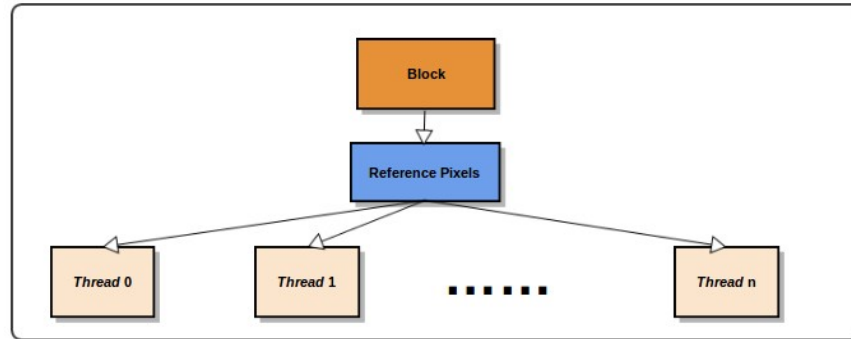 Block
Reference Pixels
Thread 0
Thread 1
......
Thread n